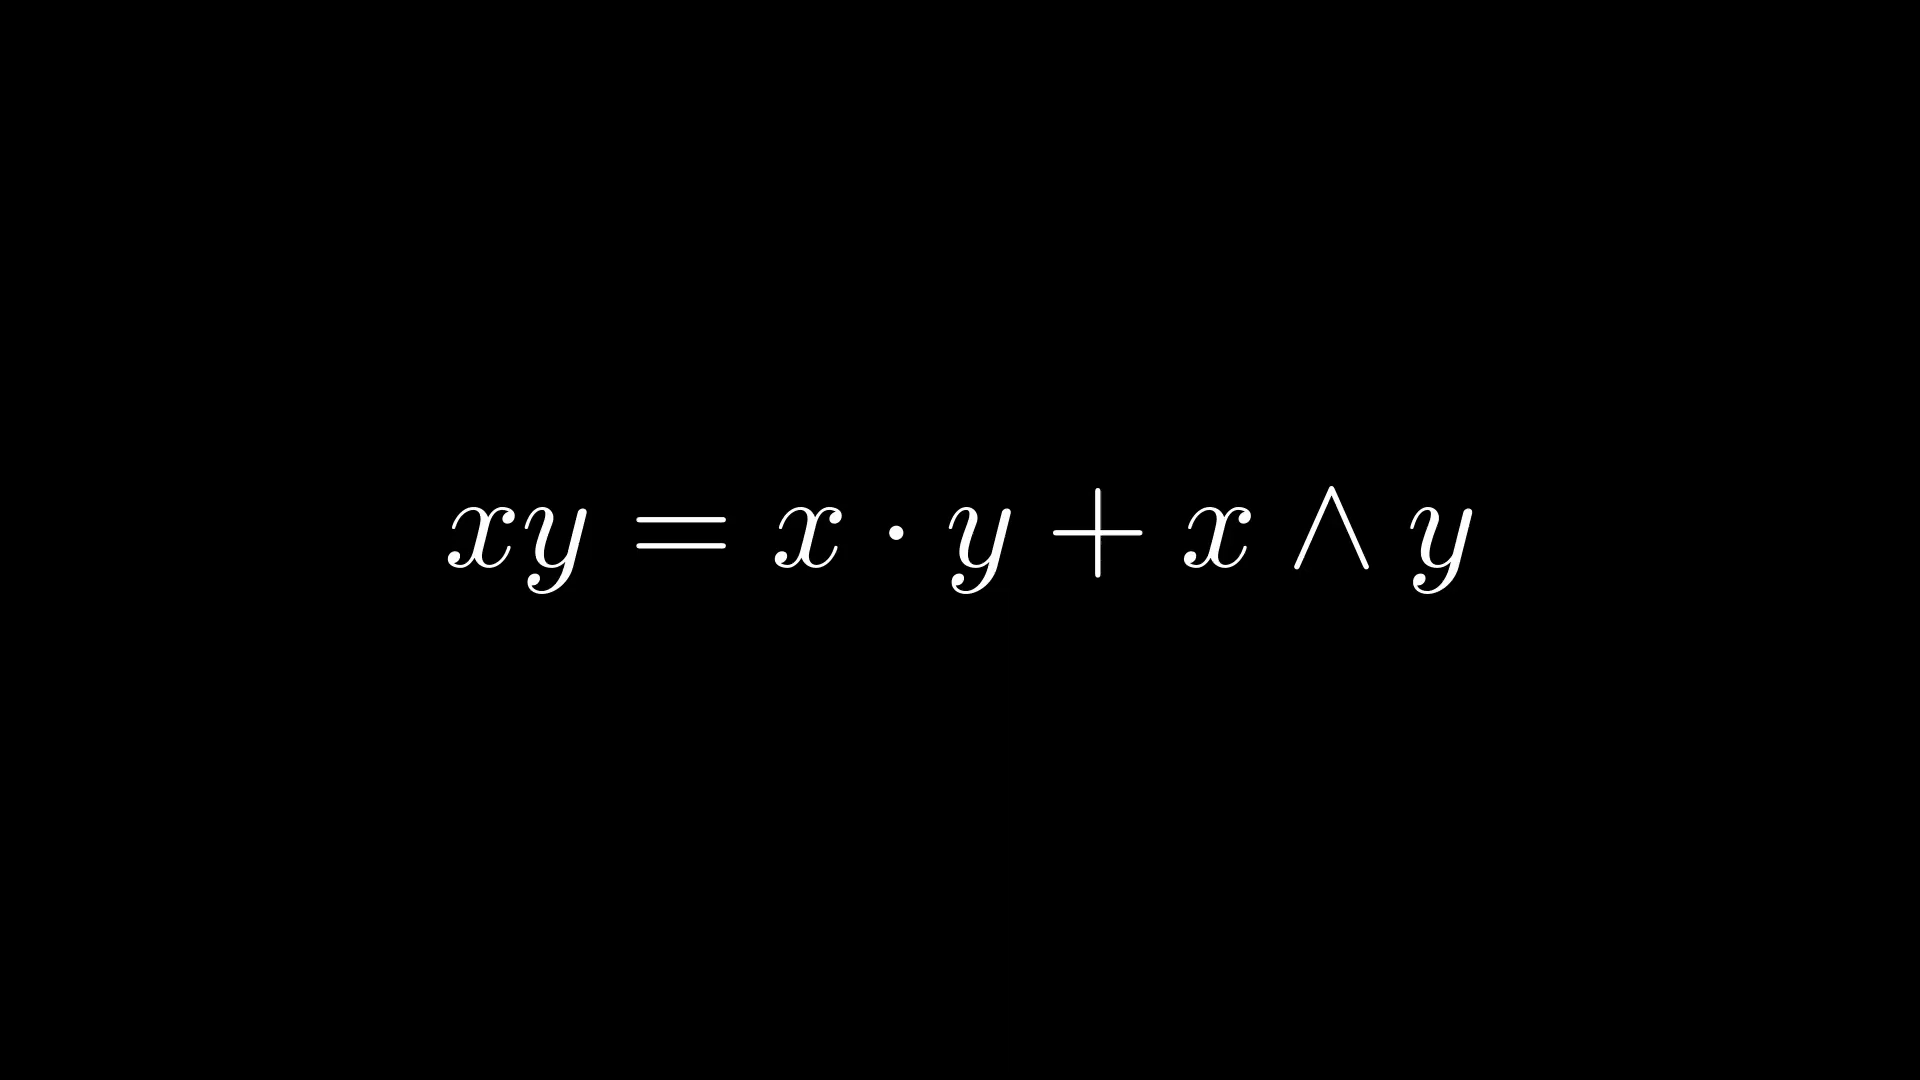 xy = x · y + x ∧ y